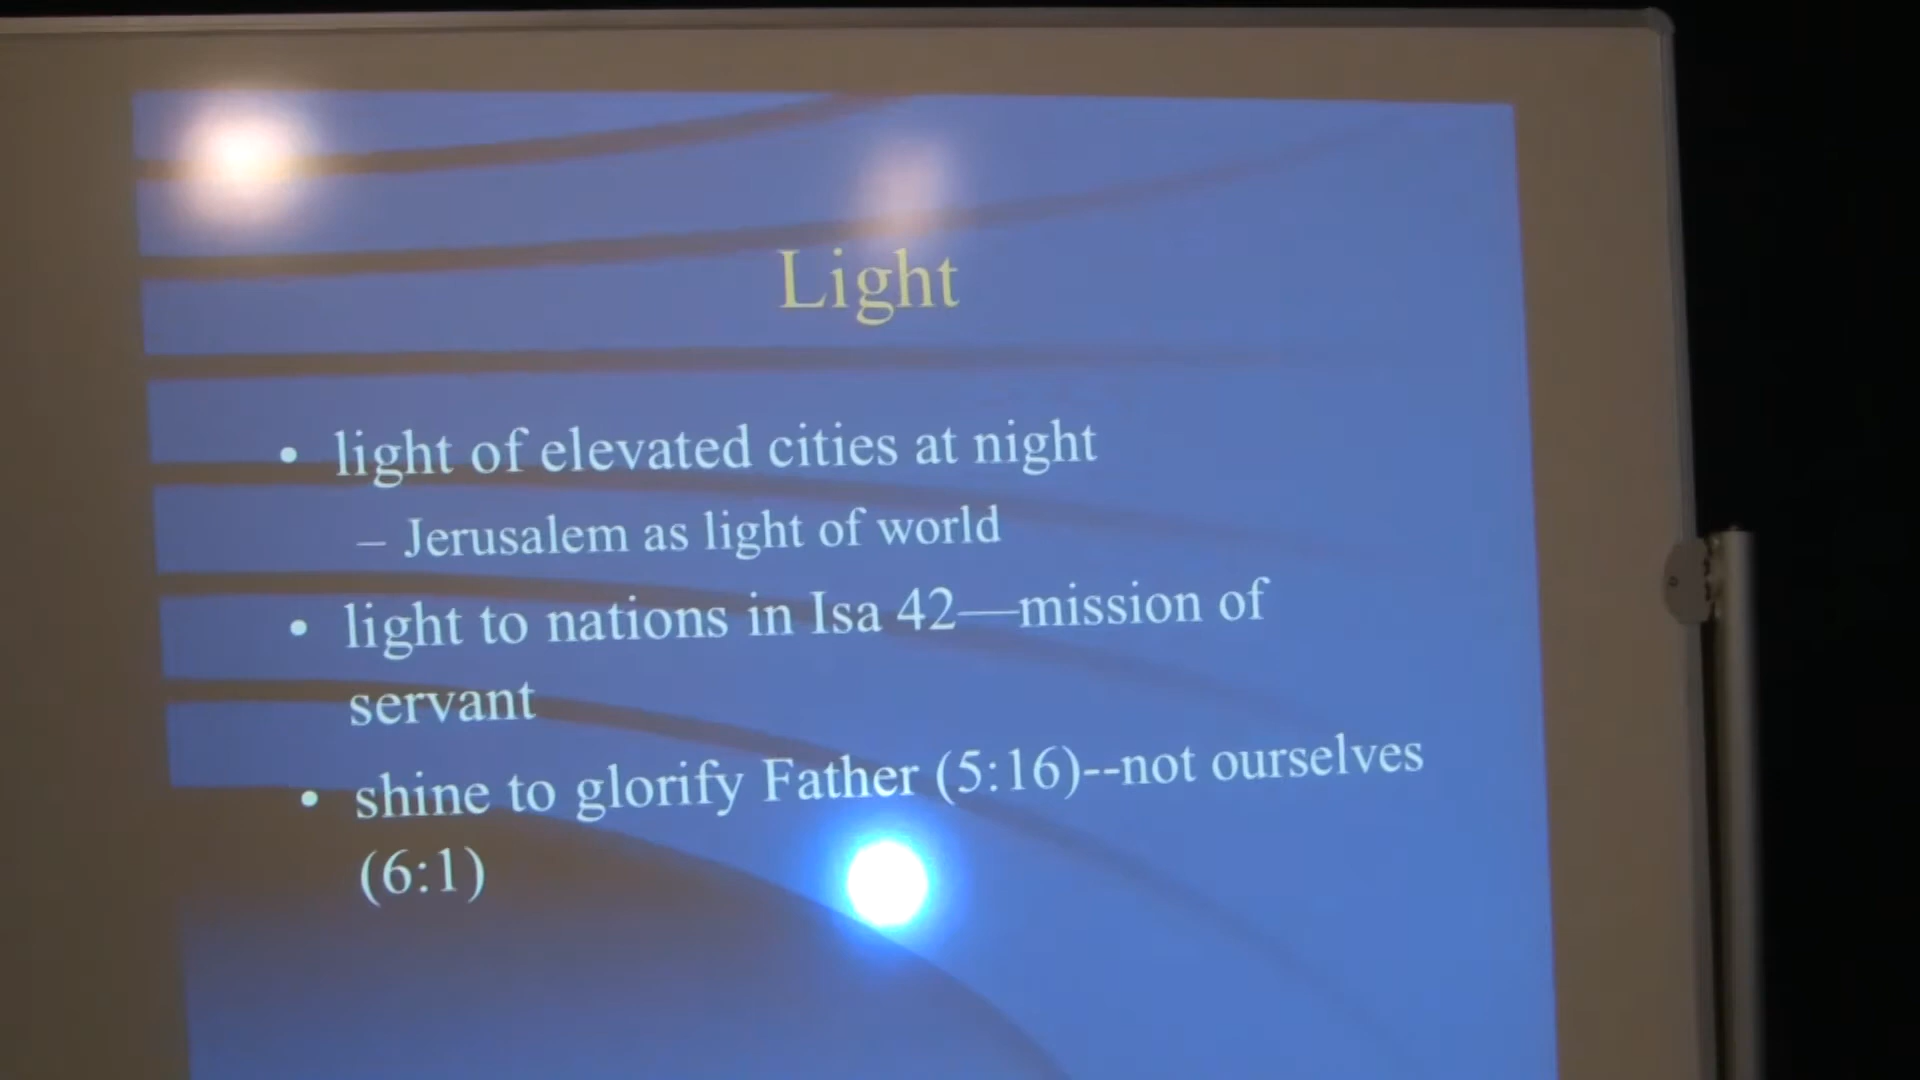 Light
• light of elevated cities at night
– Jerusalem as light of world
• light to nations in Isa 42—mission of
servant
• shine to glorify Father (5:16)--not ourselves
(6:1)